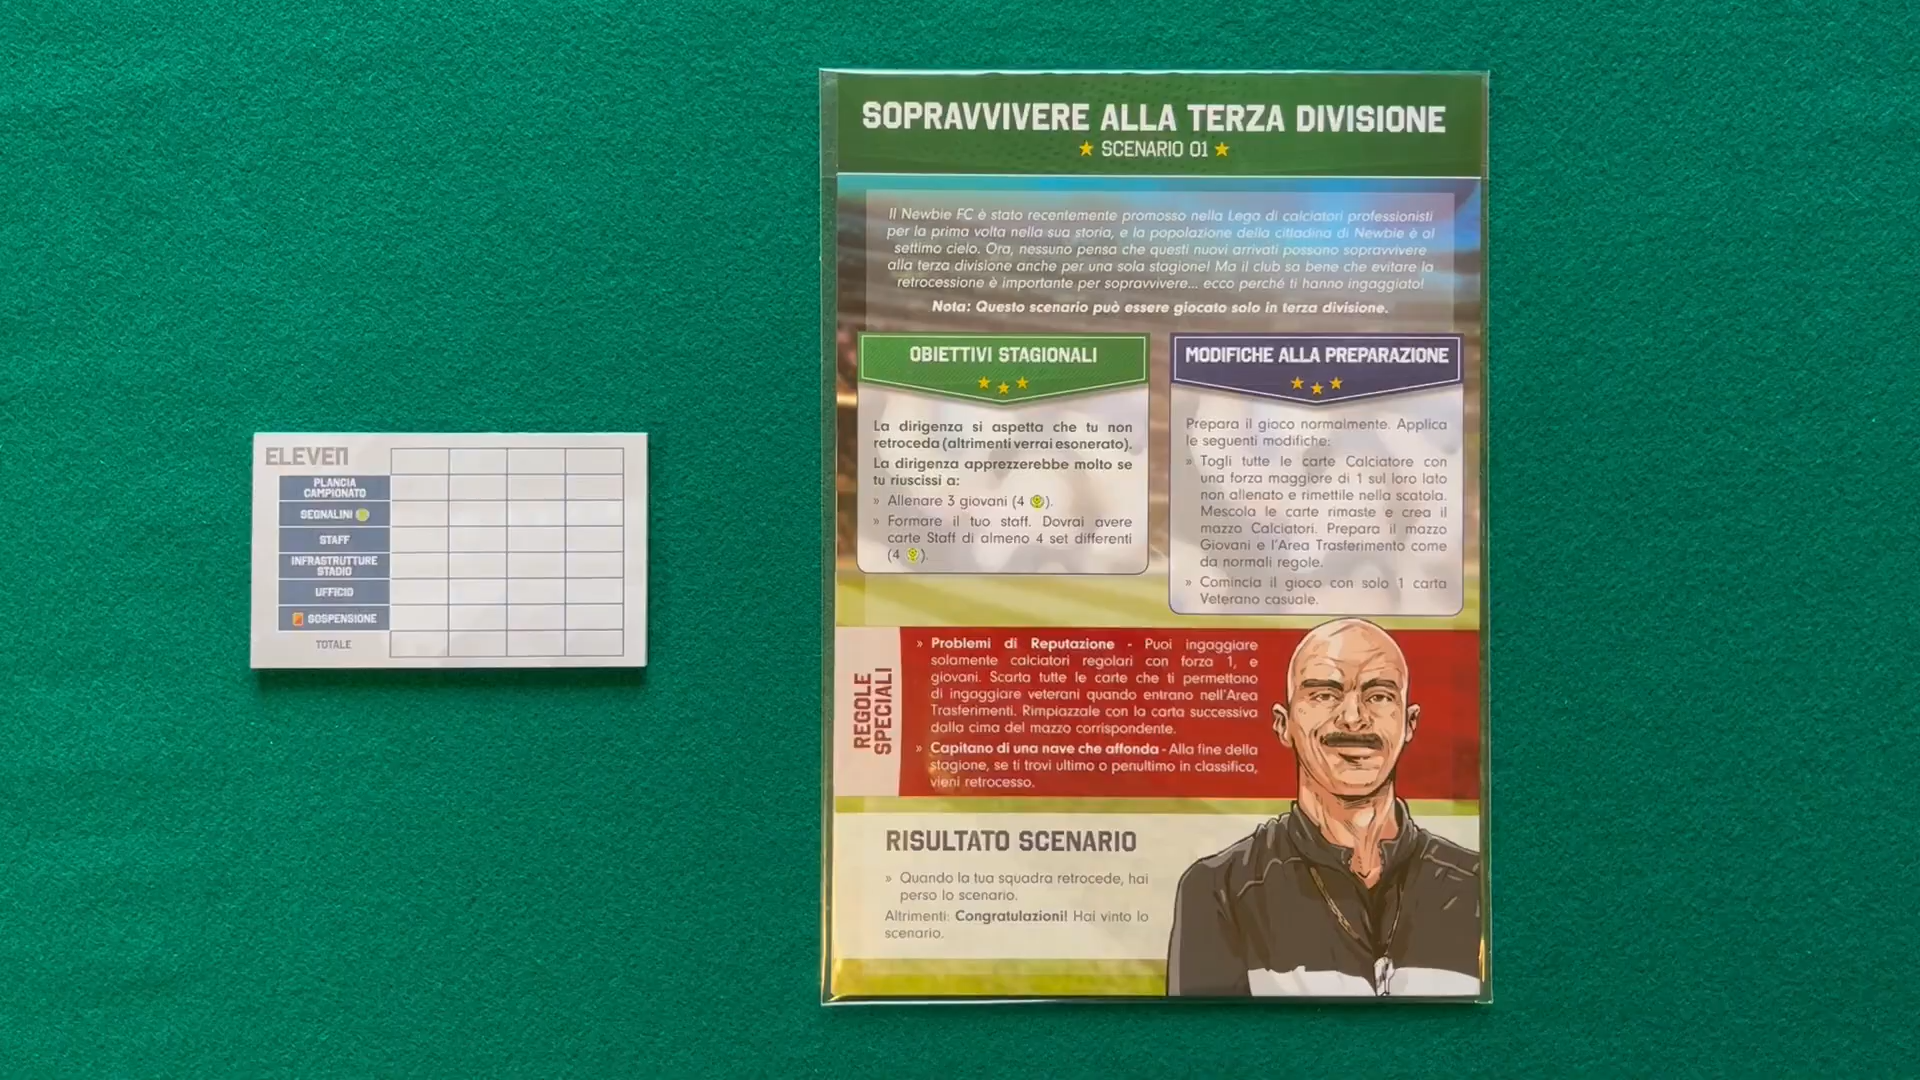 ELEVEN
PLANCIA
CAMPIONATO
SEGNALINI
STAFF
INFRASTRUTTURE
STADIO
UFFICIO
SOSPENSIONE
TOTALE
SOPRAVVIVERE ALLA TERZA DIVISIONE
SCENARIO 01
Il Newbie FC è stato recentemente promosso nella Lega di calciatori professionisti
per la prima volta nella sua storia, e la popolazione della cittadina di Newbie è al
settimo cielo. Ora, nessuno pensa che questi nuovi arrivati possano sopravvivere
alla terza divisione anche per una sola stagione! Ma il club sa bene che evitare la
retrocessione è importante per sopravvivere... ecco perché ti hanno ingaggiato!
Nota: Questo scenario può essere giocato solo in terza divisione.
OBIETTIVI STAGIONALI
La dirigenza si aspetta che tu non
retroceda (altrimenti verrai esonerato).
La dirigenza apprezzerebbe molto se
tu riuscissi a:
» Allenare 3 giovani (4 ).
» Formare il tuo staff. Dovrai avere
carte Staff di almeno 4 set differenti
(4 ).
MODIFICHE ALLA PREPARAZIONE
Prepara il gioco normalmente. Applica
le seguenti modifiche:
» Togli tutte le carte Calciatore con
una forza maggiore di 1 sul loro lato
non allenato e rimettile nella scatola.
Mescola le carte rimaste e crea il
mazzo Calciatori. Prepara il mazzo
Giovani e l'Area Trasferimento come
da normali regole.
» Comincia il gioco con solo 1 carta
Veterano casuale.
REGOLE
SPECIALI
» Problemi di Reputazione - Puoi ingaggiare
solamente calciatori regolari con forza 1, e
giovani. Scarta tutte le carte che ti permettono
di ingaggiare veterani quando entrano nell'Area
Trasferimenti. Rimpiazzale con la carta successiva
dalla cima del mazzo corrispondente.
» Capitano di una nave che affonda - Alla fine della
stagione, se ti trovi ultimo o penultimo in classifica,
vieni retrocesso.
RISULTATO SCENARIO
» Quando la tua squadra retrocede, hai
perso lo scenario.
Altrimenti: Congratulazioni! Hai vinto lo
scenario.